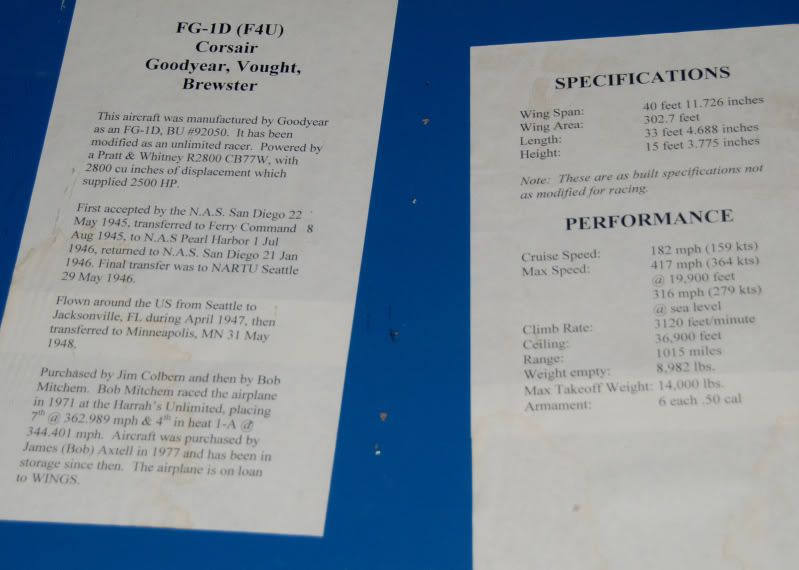 FG-1D (F4U)
Corsair
Goodyear, Vought,
Brewster
This aircraft was manufactured by Goodyear
as an FG-1D, BU #92050. It has been
modified as an unlimited racer. Powered by
a Pratt & Whitney R2800 CB77W, with
2800 cu inches of displacement which
supplied 2500 HP.
First accepted by the N.A.S. San Diego 22
May 1945, transferred to Ferry Command 8
Aug 1945, to N.A.S Pearl Harbor 1 Jul
1946, returned to N.A.S. San Diego 21 Jan
1946. Final transfer was to NARTU Seattle
29 May 1946.
Flown around the US from Seattle to
Jacksonville, FL during April 1947, then
transferred to Minneapolis, MN 31 May
1948.
Purchased by Jim Colbern and then by Bob
Mitchem. Bob Mitchem raced the airplane
in 1971 at the Harrah's Unlimited, placing
7th @ 362.989 mph & 4th in heat 1-A @
344.401 mph. Aircraft was purchased by
James (Bob) Axtell in 1977 and has been in
storage since then. The airplane is on loan
to WINGS.
SPECIFICATIONS
Wing Span: 40 feet 11.726 inches
Wing Area: 302.7 feet
Length: 33 feet 4.688 inches
Height: 15 feet 3.775 inches
Note: These are as built specifications not
as modified for racing.
PERFORMANCE
Cruise Speed: 182 mph (159 kts)
Max Speed: 417 mph (364 kts)
@ 19,900 feet
316 mph (279 kts)
@ sea level
Climb Rate: 3120 feet/minute
Ceiling: 36,900 feet
Range: 1015 miles
Weight empty: 8,982 lbs.
Max Takeoff Weight: 14,000 lbs.
Armament: 6 each .50 cal